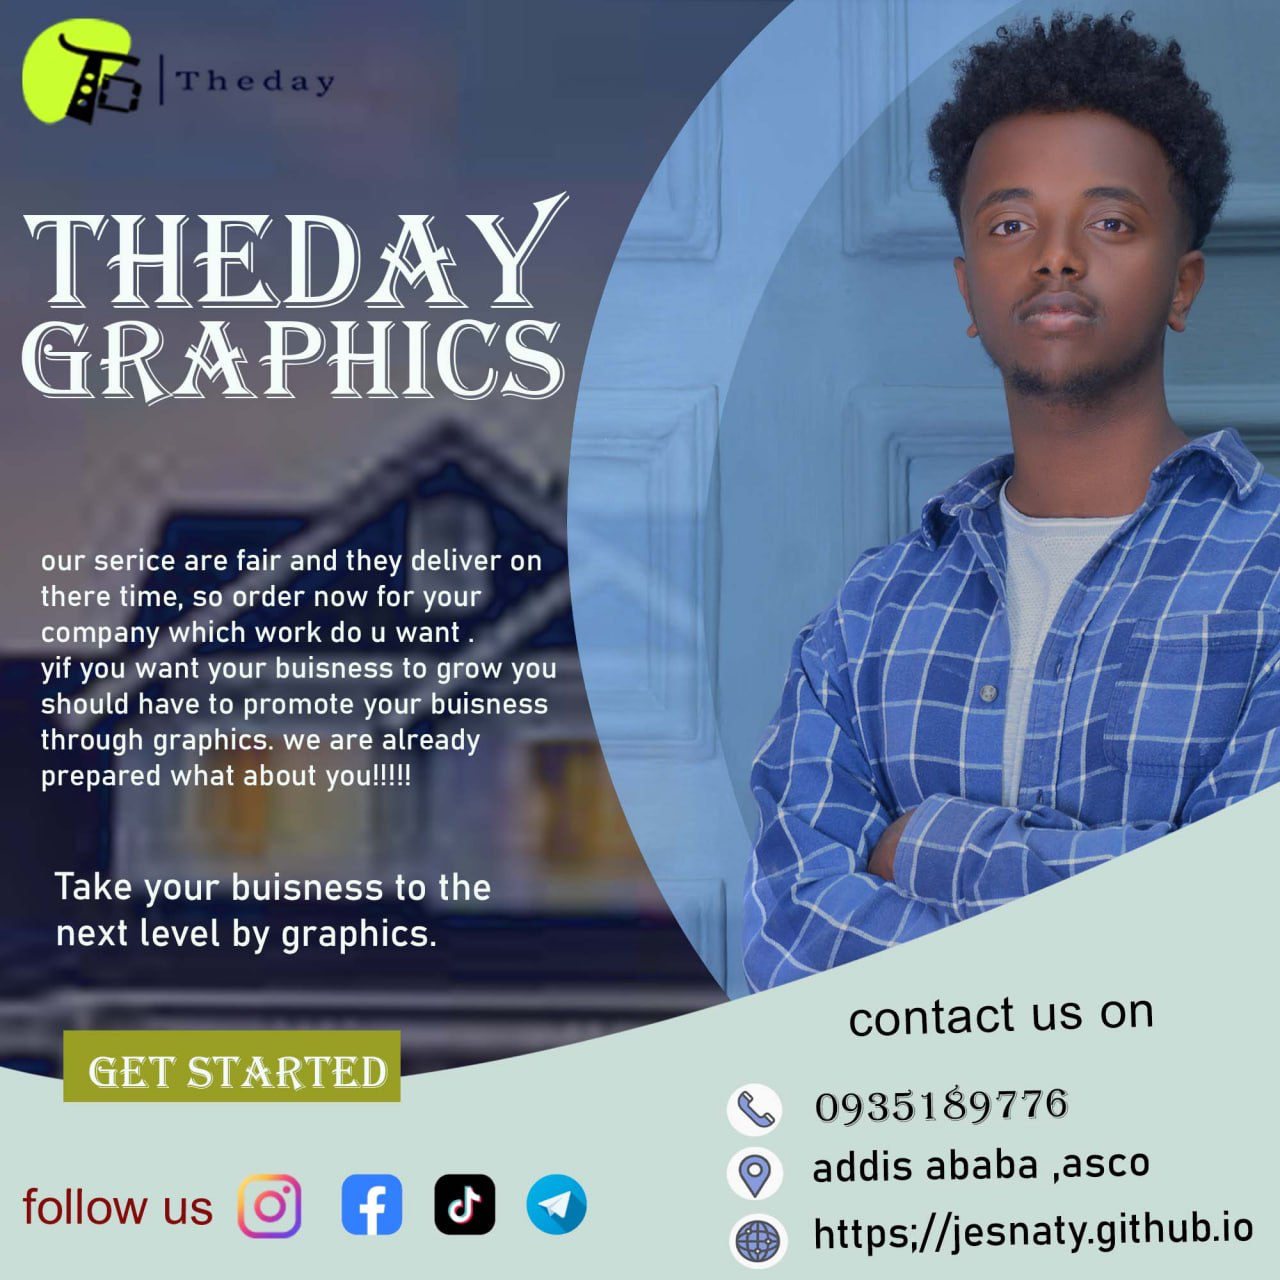 Theday
THEDAY
GRAPHICS
our serice are fair and they deliver on
there time, so order now for your
company which work do u want .
yif you want your buisness to grow you
should have to promote your buisness
through graphics. we are already
prepared what about you!!!!!
Take your buisness to the
next level by graphics.
GET STARTED
follow us
contact us on
0935189776
addis ababa ,asco
https;//jesnaty.github.io